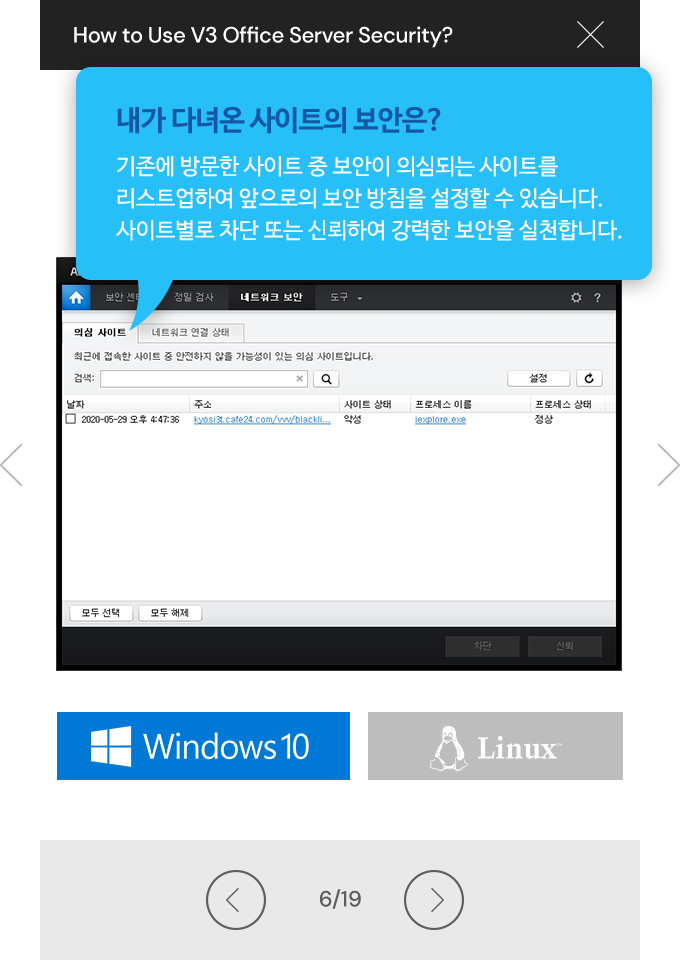 How to Use V3 Office Server Security?
내가 다녀온 사이트의 보안은?
기존에 방문한 사이트 중 보안이 의심되는 사이트를
리스트업하여 앞으로의 보안 방침을 설정할 수 있습니다.
사이트별로 차단 또는 신뢰하여 강력한 보안을 실천합니다.
보안 정밀 검사 네트워크 보안 도구 ?
의심 사이트 네트워크 연결 상태
최근에 접속한 사이트 중 안전하지 않을 가능성이 있는 의심 사이트입니다.
검색: 설정
날짜 주소 사이트 상태 프로세스 이름 프로세스 상태
2020-05-29 오후 4:47:36 kyosi3t.cafe24.com/vvv/blackli... 악성 iexplore.exe 정상
모두 선택 모두 해제
차단 신뢰
Windows 10 Linux™
6/19